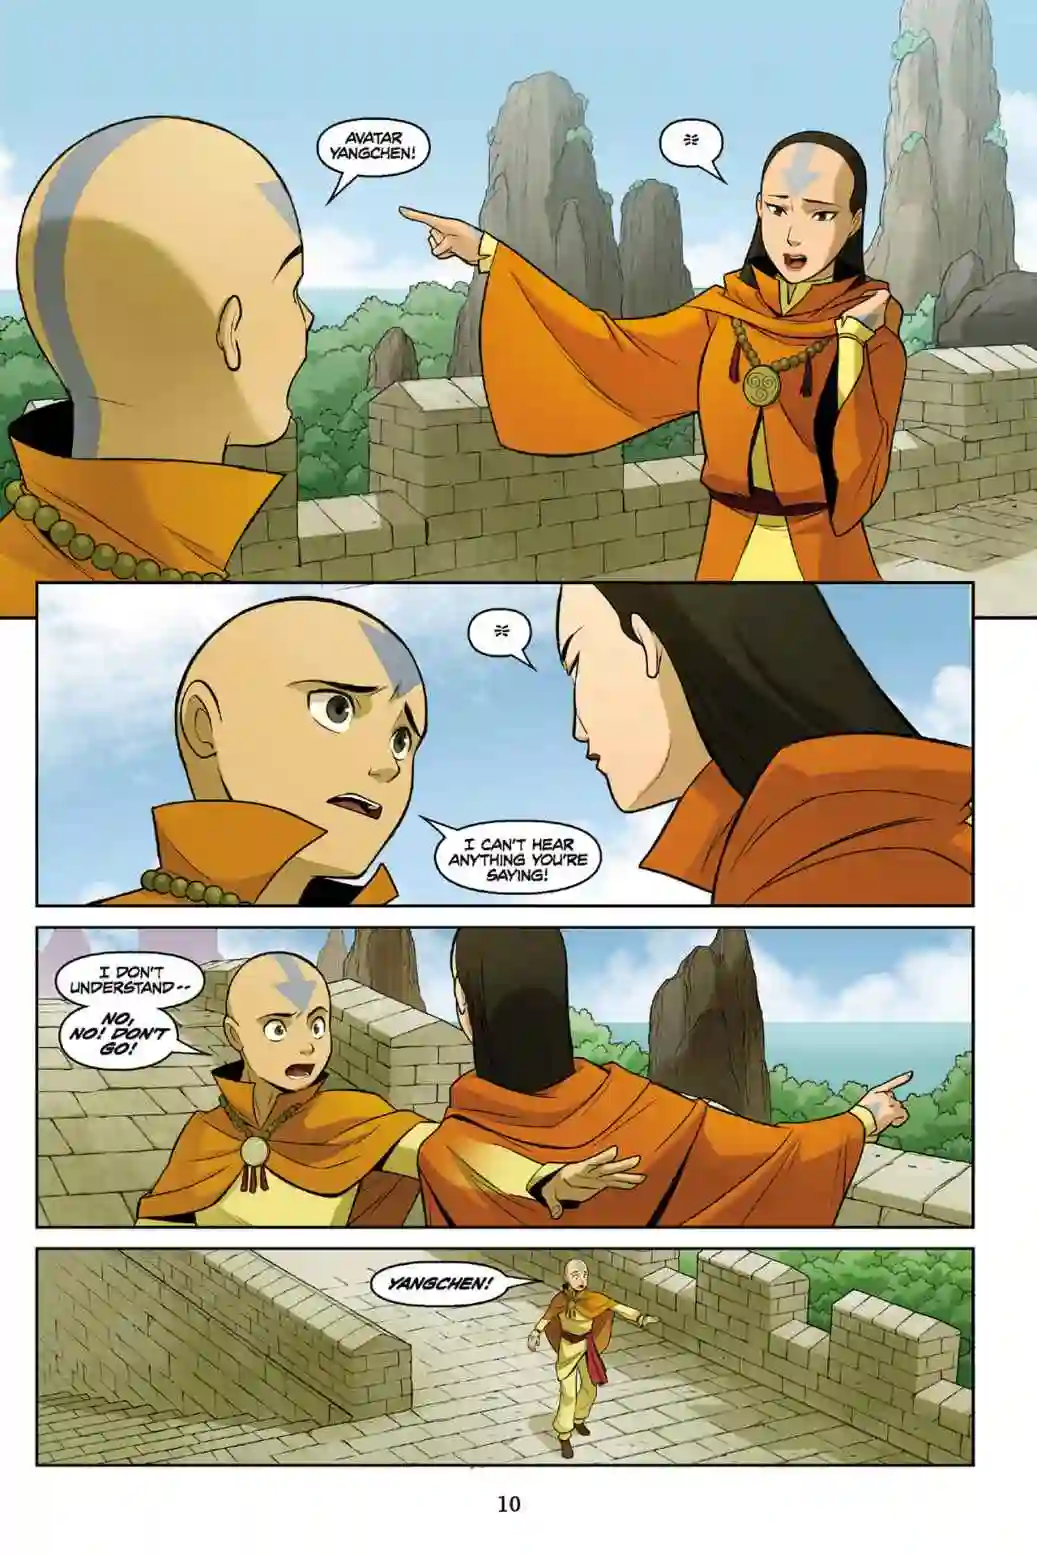 AVATAR
YANGCHEN!
I CAN'T HEAR
ANYTHING YOU'RE
SAYING!
I DON'T
UNDERSTAND--
NO,
NO! DON'T
GO!
YANGCHEN!
10